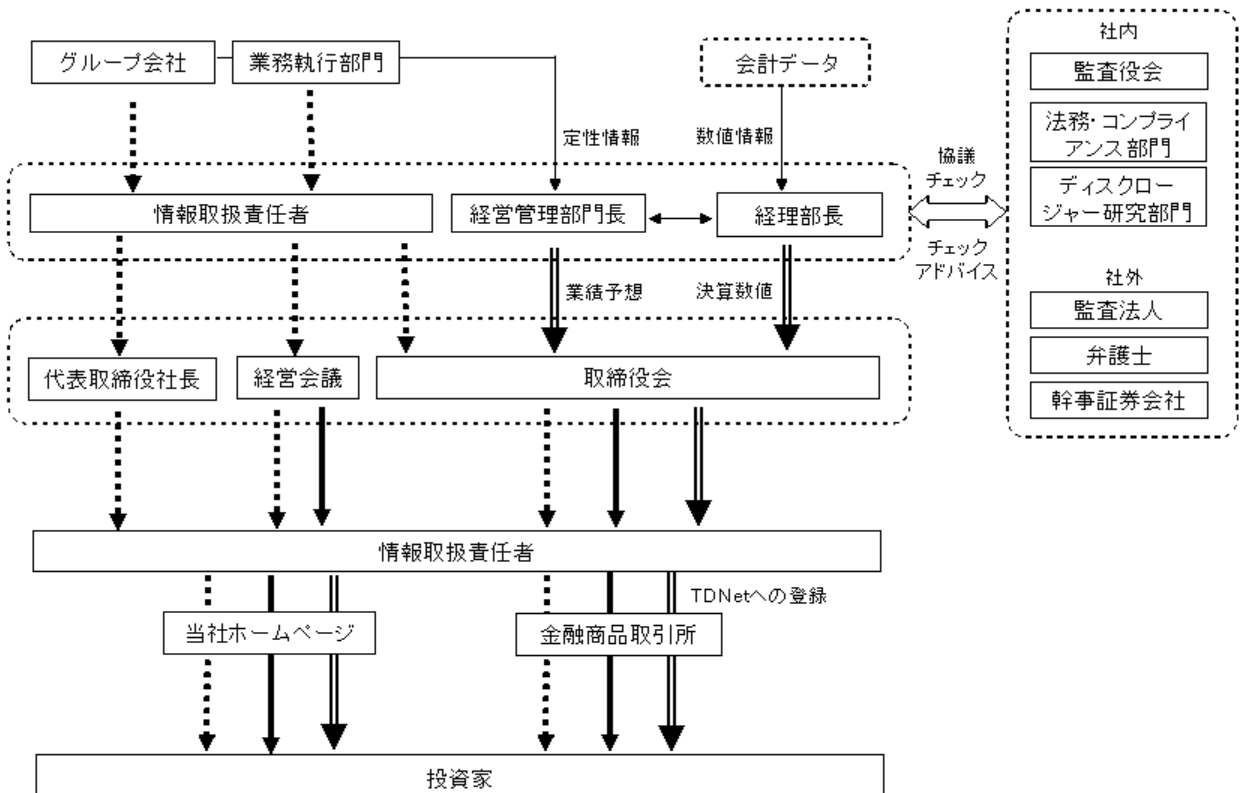 グループ会社
業務執行部門
会計データ
定性情報
数値情報
情報取扱責任者
経営管理部門長
経理部長
業績予想
決算数値
代表取締役社長
経営会議
取締役会
情報取扱責任者
TDNetへの登録
当社ホームページ
金融商品取引所
投資家
協議
チェック
チェック
アドバイス
社内
監査役会
法務・コンプライ
アンス部門
ディスクロー
ジャー研究部門
社外
監査法人
弁護士
幹事証券会社